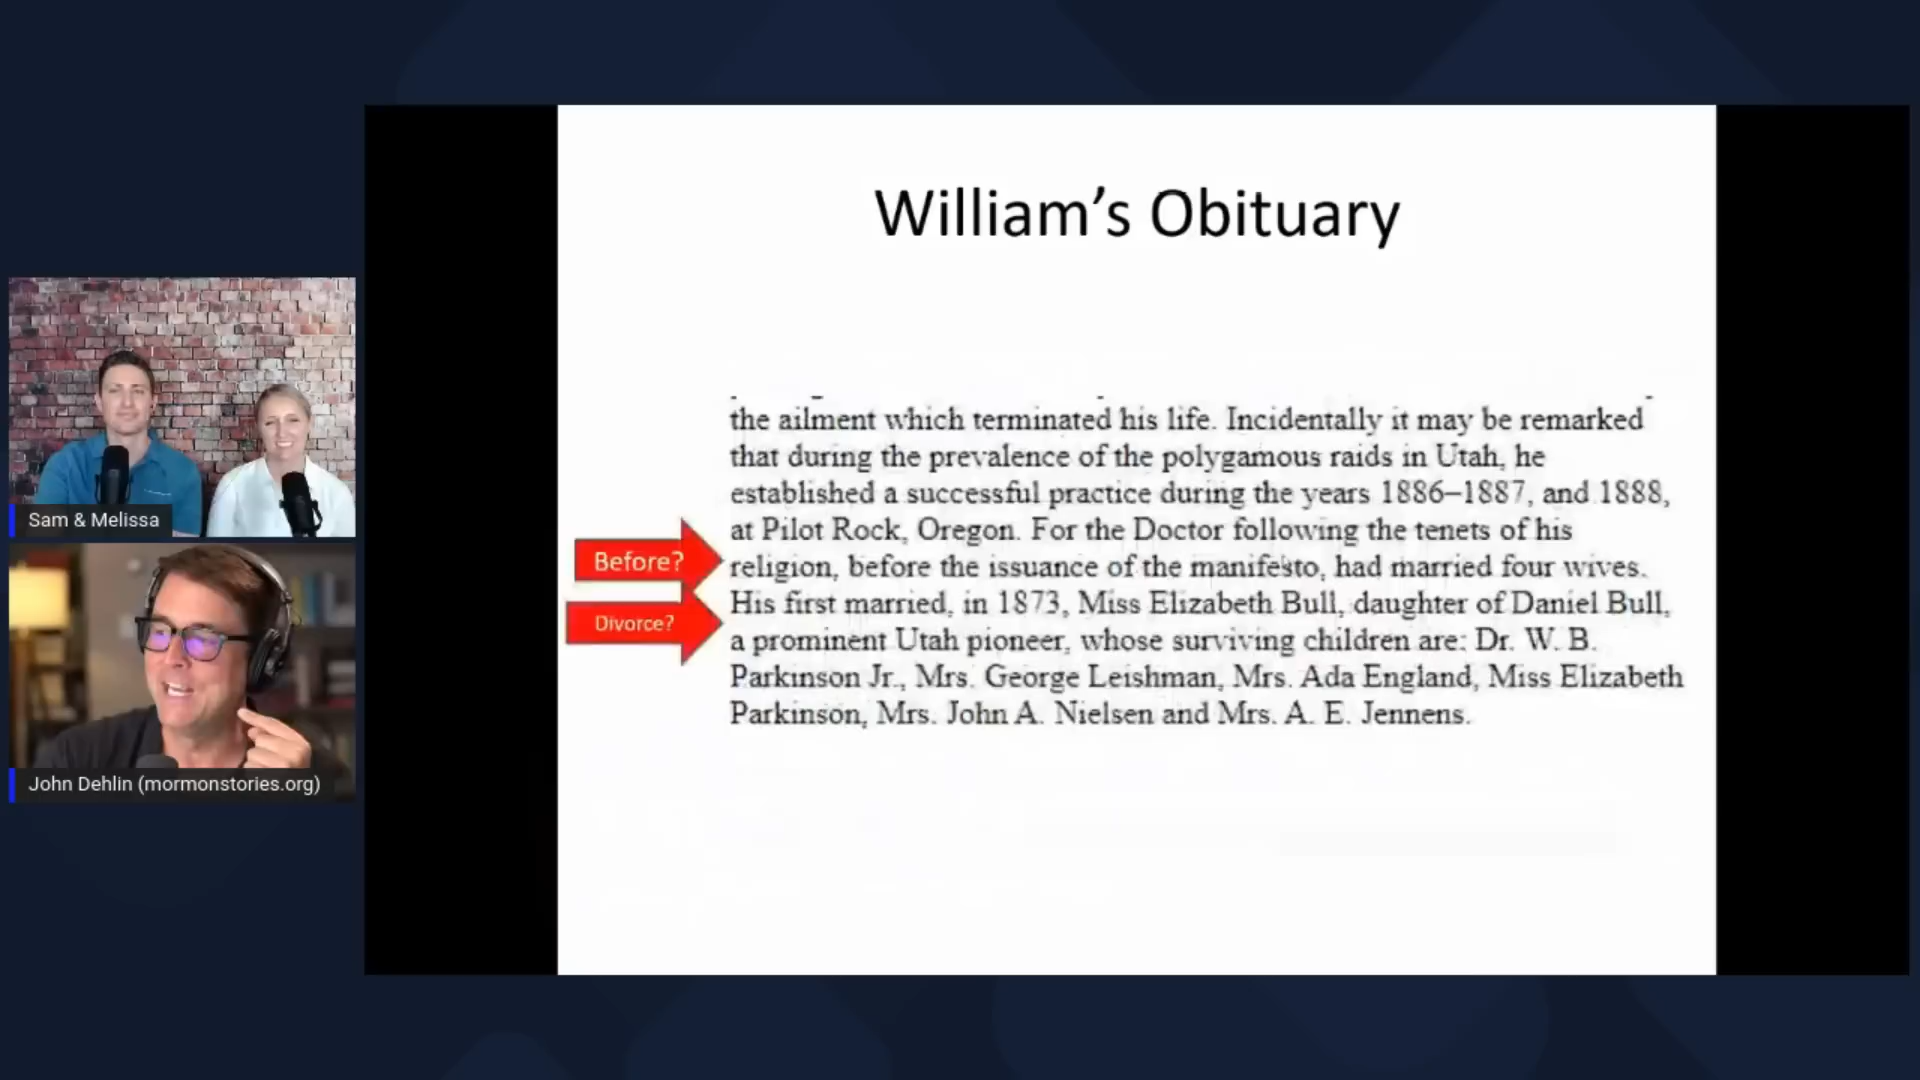 William's Obituary
the ailment which terminated his life. Incidentally it may be remarked
that during the prevalence of the polygamous raids in Utah, he
established a successful practice during the years 1886–1887, and 1888,
at Pilot Rock, Oregon. For the Doctor following the tenets of his
Before?
religion, before the issuance of the manifesto, had married four wives.
His first married, in 1873, Miss Elizabeth Bull, daughter of Daniel Bull,
Divorce?
a prominent Utah pioneer, whose surviving children are: Dr. W. B.
Parkinson Jr., Mrs. George Leishman, Mrs. Ada England, Miss Elizabeth
Parkinson, Mrs. John A. Nielsen and Mrs. A. E. Jennens.
Sam & Melissa
John Dehlin (mormonstories.org)